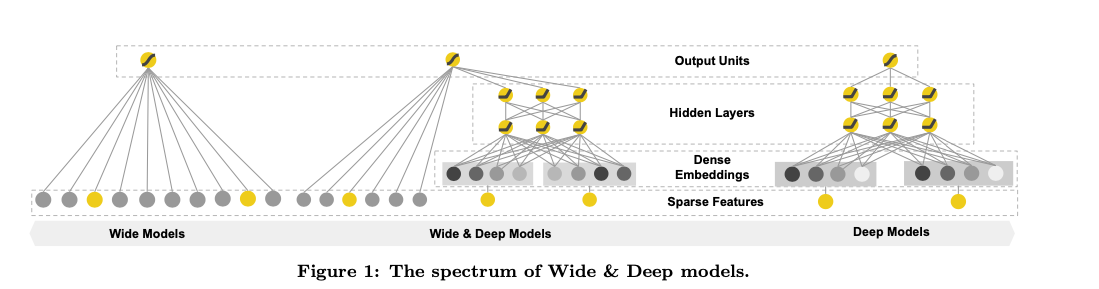 Output Units
Hidden Layers
Dense
Embeddings
Sparse Features
Wide Models
Wide & Deep Models
Deep Models
Figure 1: The spectrum of Wide & Deep models.